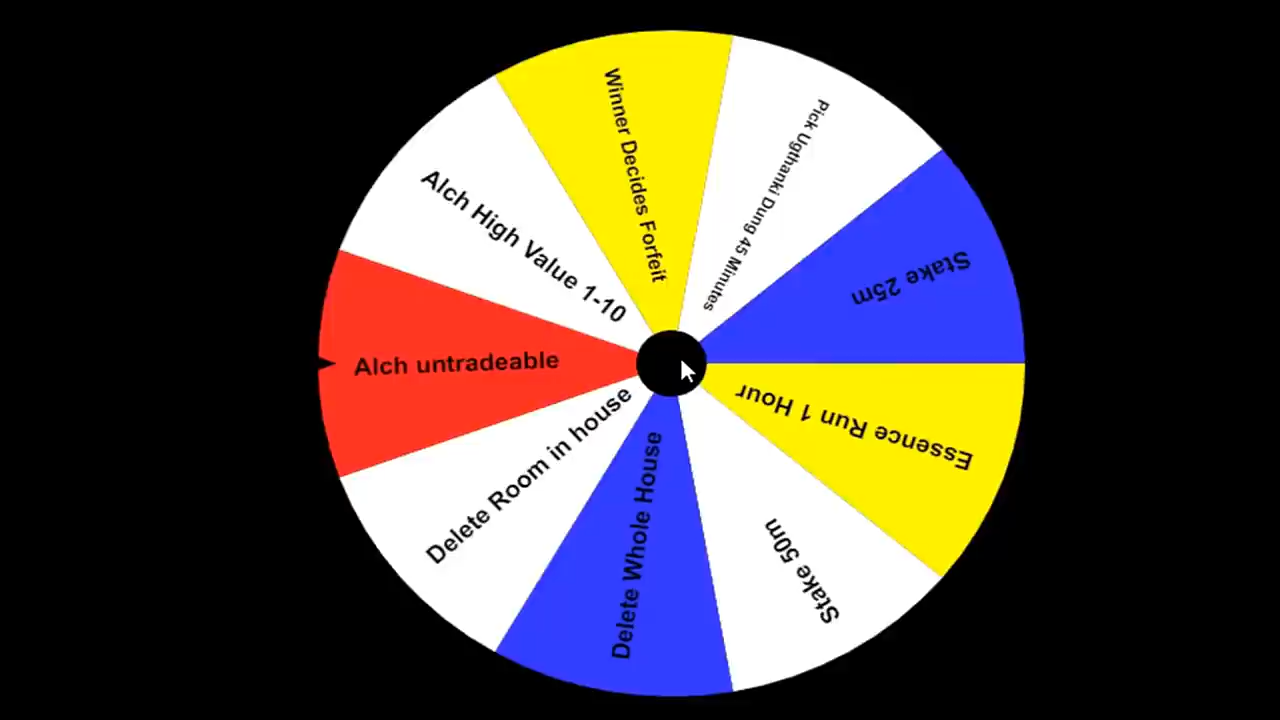 Winner Decides Forfeit
Pick Ugthanki Dung 45 Minutes
Stake 25m
Essence Run 1 Hour
Stake 50m
Delete Whole House
Delete Room in house
Alch untradeable
Alch High Value 1-10